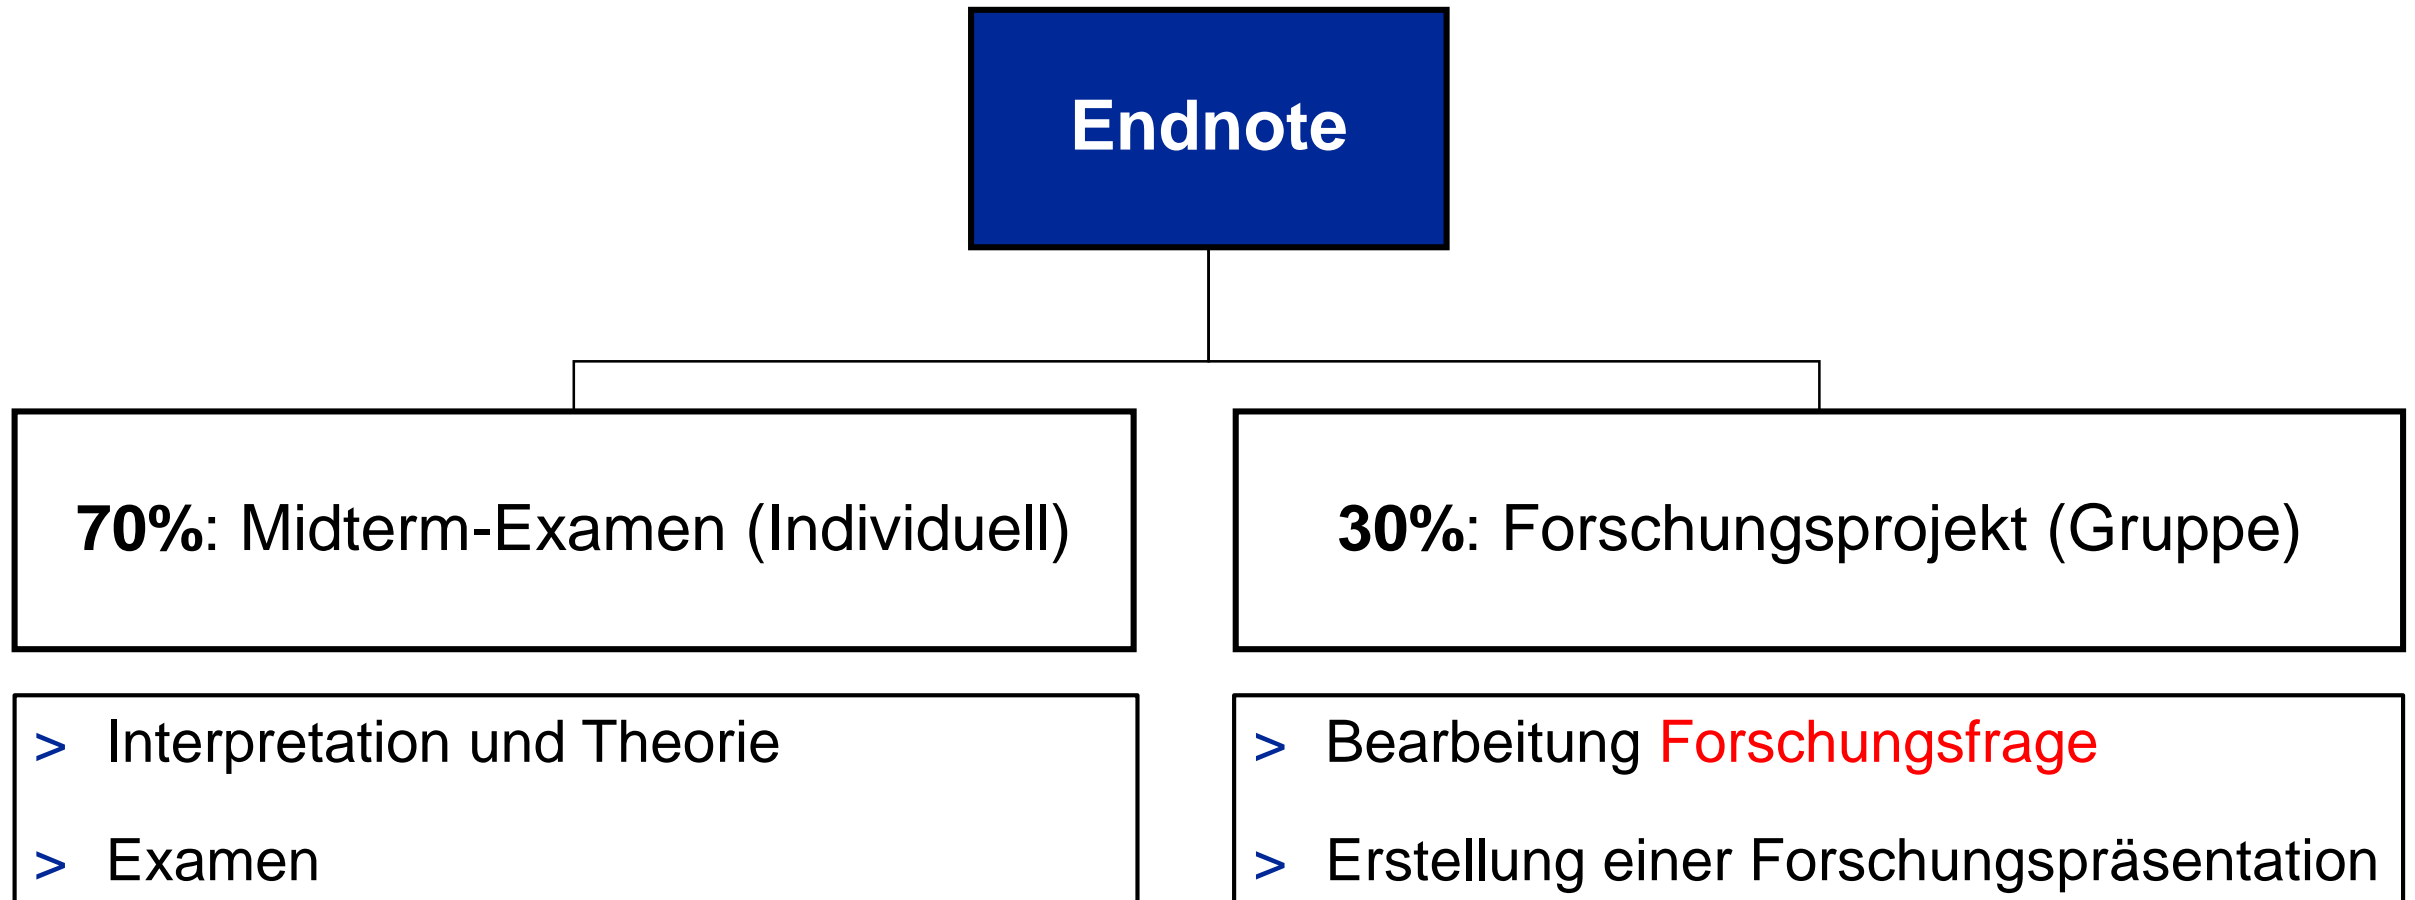 Endnote
70%: Midterm-Examen (Individuell)
30%: Forschungsprojekt (Gruppe)
> Interpretation und Theorie
> Examen
> Bearbeitung Forschungsfrage
> Erstellung einer Forschungspräsentation